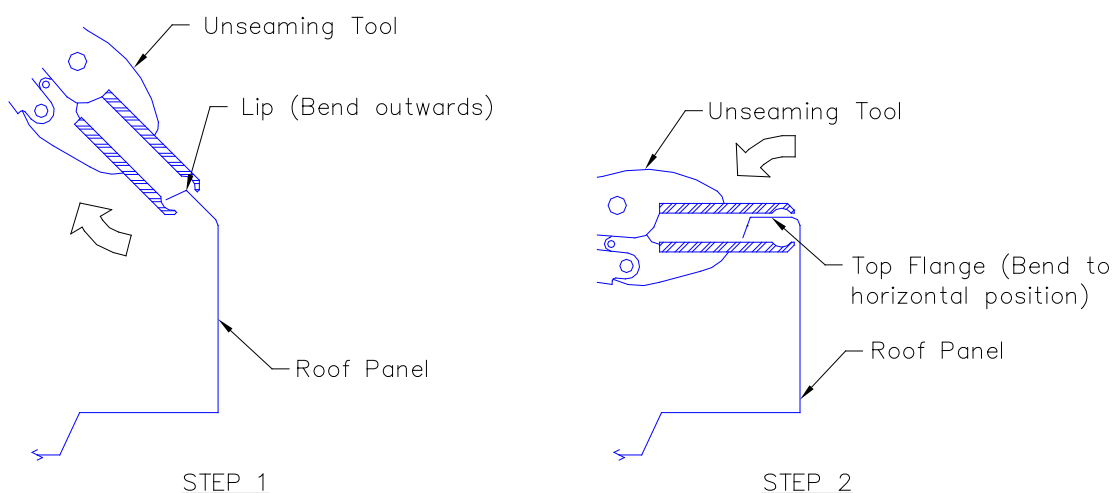 Unseaming Tool
Lip (Bend outwards)
Roof Panel
STEP 1
Unseaming Tool
Top Flange (Bend to
horizontal position)
Roof Panel
STEP 2